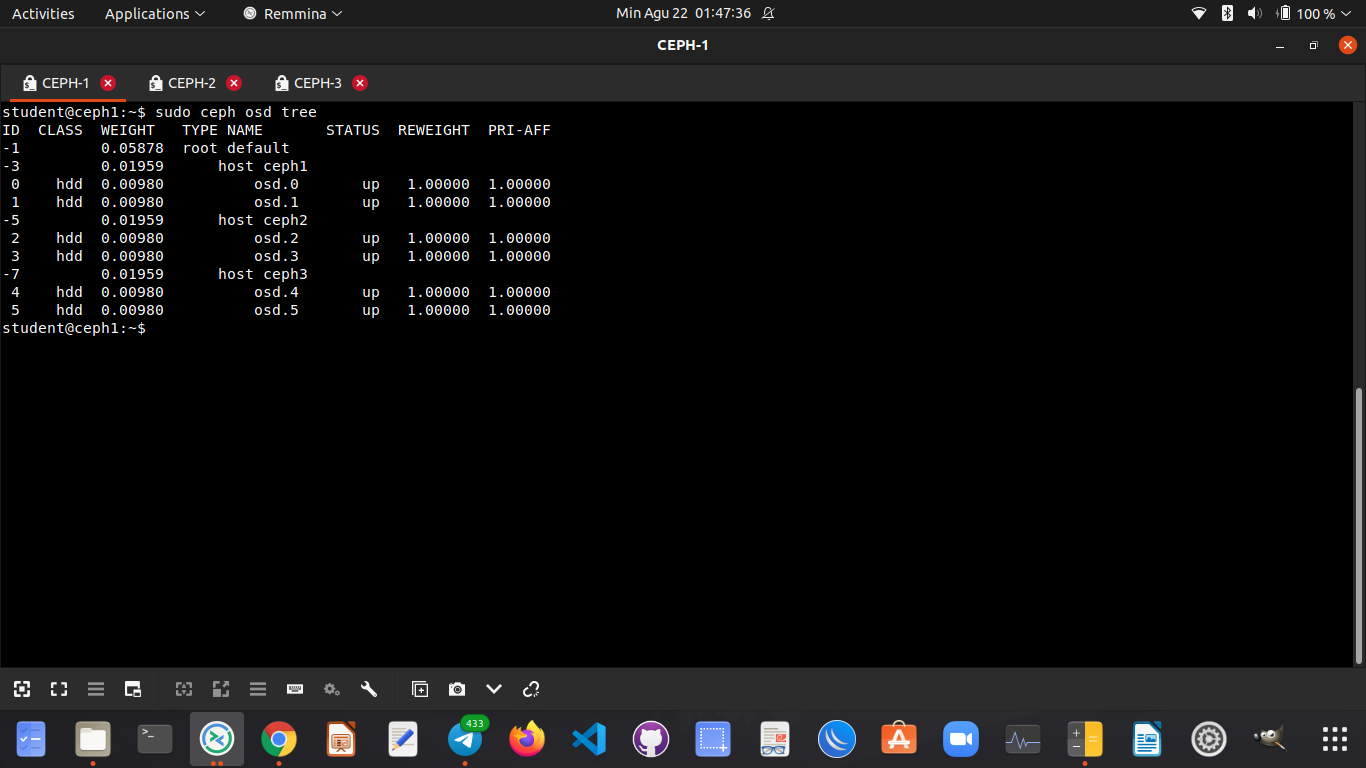 Activities Applications Remmina Min Agu 22 01:47:36 100 %
CEPH-1
CEPH-1 CEPH-2 CEPH-3
student@ceph1:~$ sudo ceph osd tree
ID  CLASS  WEIGHT   TYPE NAME       STATUS  REWEIGHT  PRI-AFF
-1         0.05878  root default
-3         0.01959      host ceph1
 0    hdd  0.00980          osd.0       up   1.00000  1.00000
 1    hdd  0.00980          osd.1       up   1.00000  1.00000
-5         0.01959      host ceph2
 2    hdd  0.00980          osd.2       up   1.00000  1.00000
 3    hdd  0.00980          osd.3       up   1.00000  1.00000
-7         0.01959      host ceph3
 4    hdd  0.00980          osd.4       up   1.00000  1.00000
 5    hdd  0.00980          osd.5       up   1.00000  1.00000
student@ceph1:~$
433